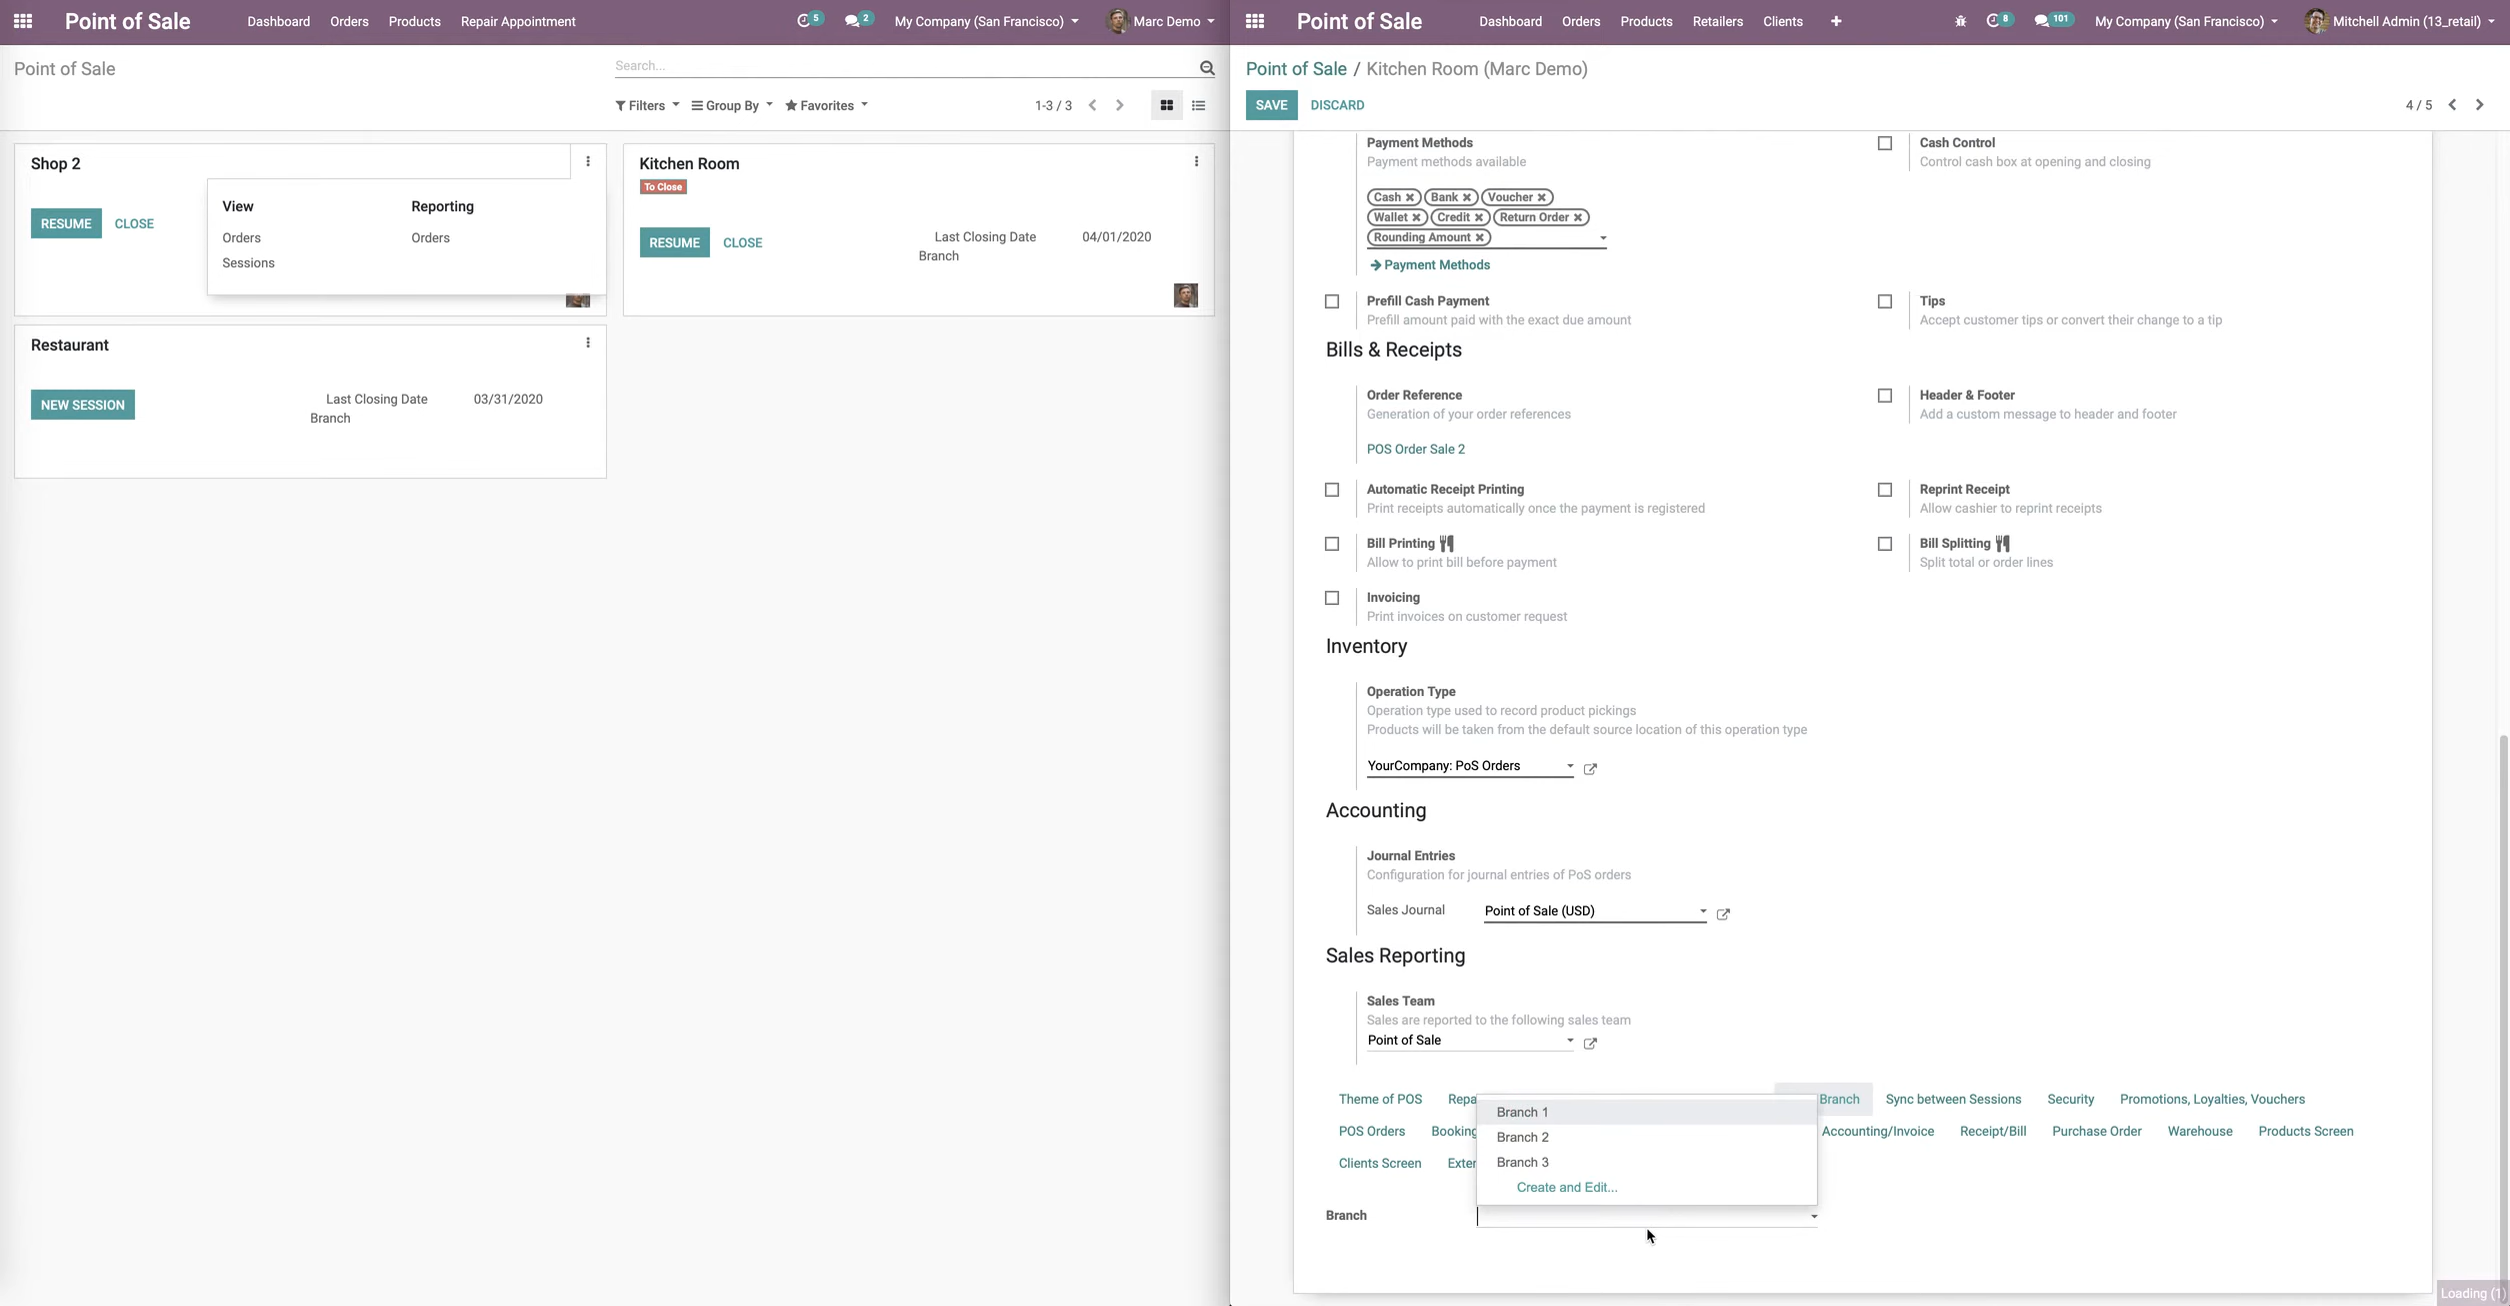 Point of Sale Dashboard Orders Products Repair Appointment 5 2 My Company (San Francisco) Marc Demo
Point of Sale
Search...
Filters Group By Favorites 1-3 / 3
Shop 2
RESUME CLOSE
View
Orders
Sessions
Reporting
Orders
Kitchen Room
To Close
RESUME CLOSE
Last Closing Date 04/01/2020
Branch
Restaurant
NEW SESSION
Last Closing Date 03/31/2020
Branch
Point of Sale Dashboard Orders Products Retailers Clients 8 101 My Company (San Francisco) Mitchell Admin (13_retail)
Point of Sale / Kitchen Room (Marc Demo)
SAVE DISCARD 4 / 5
Payment Methods
Payment methods available
Cash Bank Voucher
Wallet Credit Return Order
Rounding Amount
Payment Methods
Cash Control
Control cash box at opening and closing
Prefill Cash Payment
Prefill amount paid with the exact due amount
Tips
Accept customer tips or convert their change to a tip
Bills & Receipts
Order Reference
Generation of your order references
POS Order Sale 2
Header & Footer
Add a custom message to header and footer
Automatic Receipt Printing
Print receipts automatically once the payment is registered
Reprint Receipt
Allow cashier to reprint receipts
Bill Printing
Allow to print bill before payment
Bill Splitting
Split total or order lines
Invoicing
Print invoices on customer request
Inventory
Operation Type
Operation type used to record product pickings
Products will be taken from the default source location of this operation type
YourCompany: PoS Orders
Accounting
Journal Entries
Configuration for journal entries of PoS orders
Sales Journal Point of Sale (USD)
Sales Reporting
Sales Team
Sales are reported to the following sales team
Point of Sale
Theme of POS Repa Branch Sync between Sessions Security Promotions, Loyalties, Vouchers
POS Orders Booking Accounting/Invoice Receipt/Bill Purchase Order Warehouse Products Screen
Clients Screen Exter
Branch 1
Branch 2
Branch 3
Create and Edit...
Branch
Loading (1)